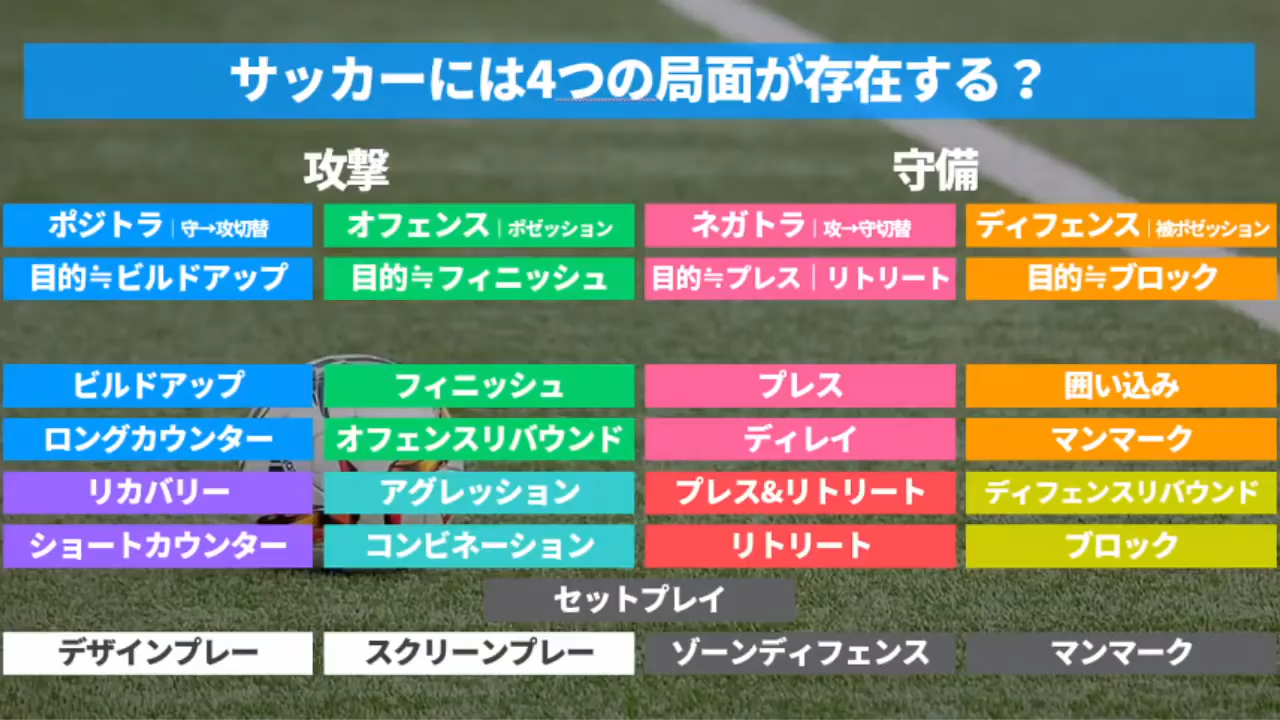 サッカーには4つの局面が存在する？
攻撃
守備
ポジトラ｜守→攻切替
オフェンス｜ポゼッション
ネガトラ｜攻→守切替
ディフェンス｜被ポゼッション
目的≒ビルドアップ
目的≒フィニッシュ
目的≒プレス｜リトリート
目的≒ブロック
ビルドアップ
フィニッシュ
プレス
囲い込み
ロングカウンター
オフェンスリバウンド
ディレイ
マンマーク
リカバリー
アグレッション
プレス&リトリート
ディフェンスリバウンド
ショートカウンター
コンビネーション
リトリート
ブロック
セットプレイ
デザインプレー
スクリーンプレー
ゾーンディフェンス
マンマーク